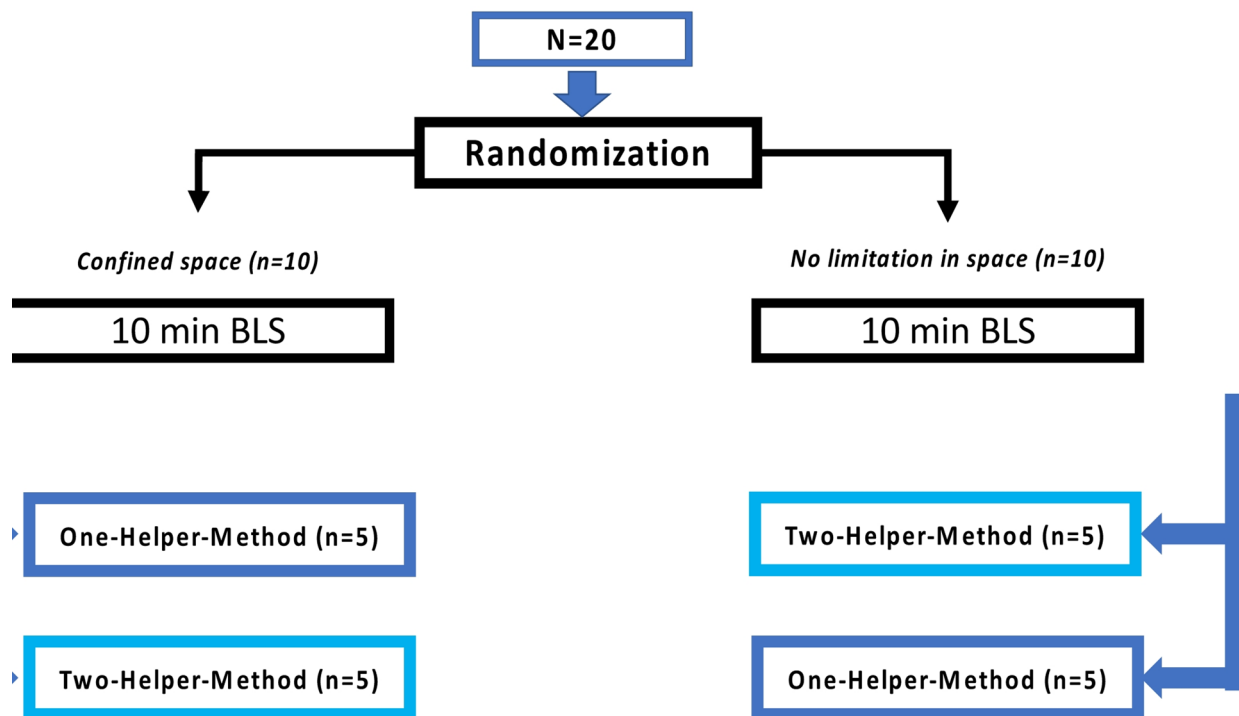 N=20
Randomization
Confined space (n=10)
No limitation in space (n=10)
10 min BLS
10 min BLS
One-Helper-Method (n=5)
Two-Helper-Method (n=5)
Two-Helper-Method (n=5)
One-Helper-Method (n=5)